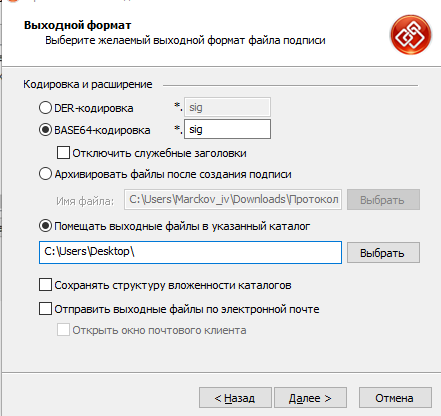 Выходной формат
Выберите желаемый выходной формат файла подписи
Кодировка и расширение
DER-кодировка *. sig
BASE64-кодировка *. sig
Отключить служебные заголовки
Архивировать файлы после создания подписи
Имя файла: C:\Users\Marckov_iv\Downloads\Протокол Выбрать
Помещать выходные файлы в указанный каталог
C:\Users\Desktop\ Выбрать
Сохранять структуру вложенности каталогов
Отправить выходные файлы по электронной почте
Открыть окно почтового клиента
< Назад Далее > Отмена